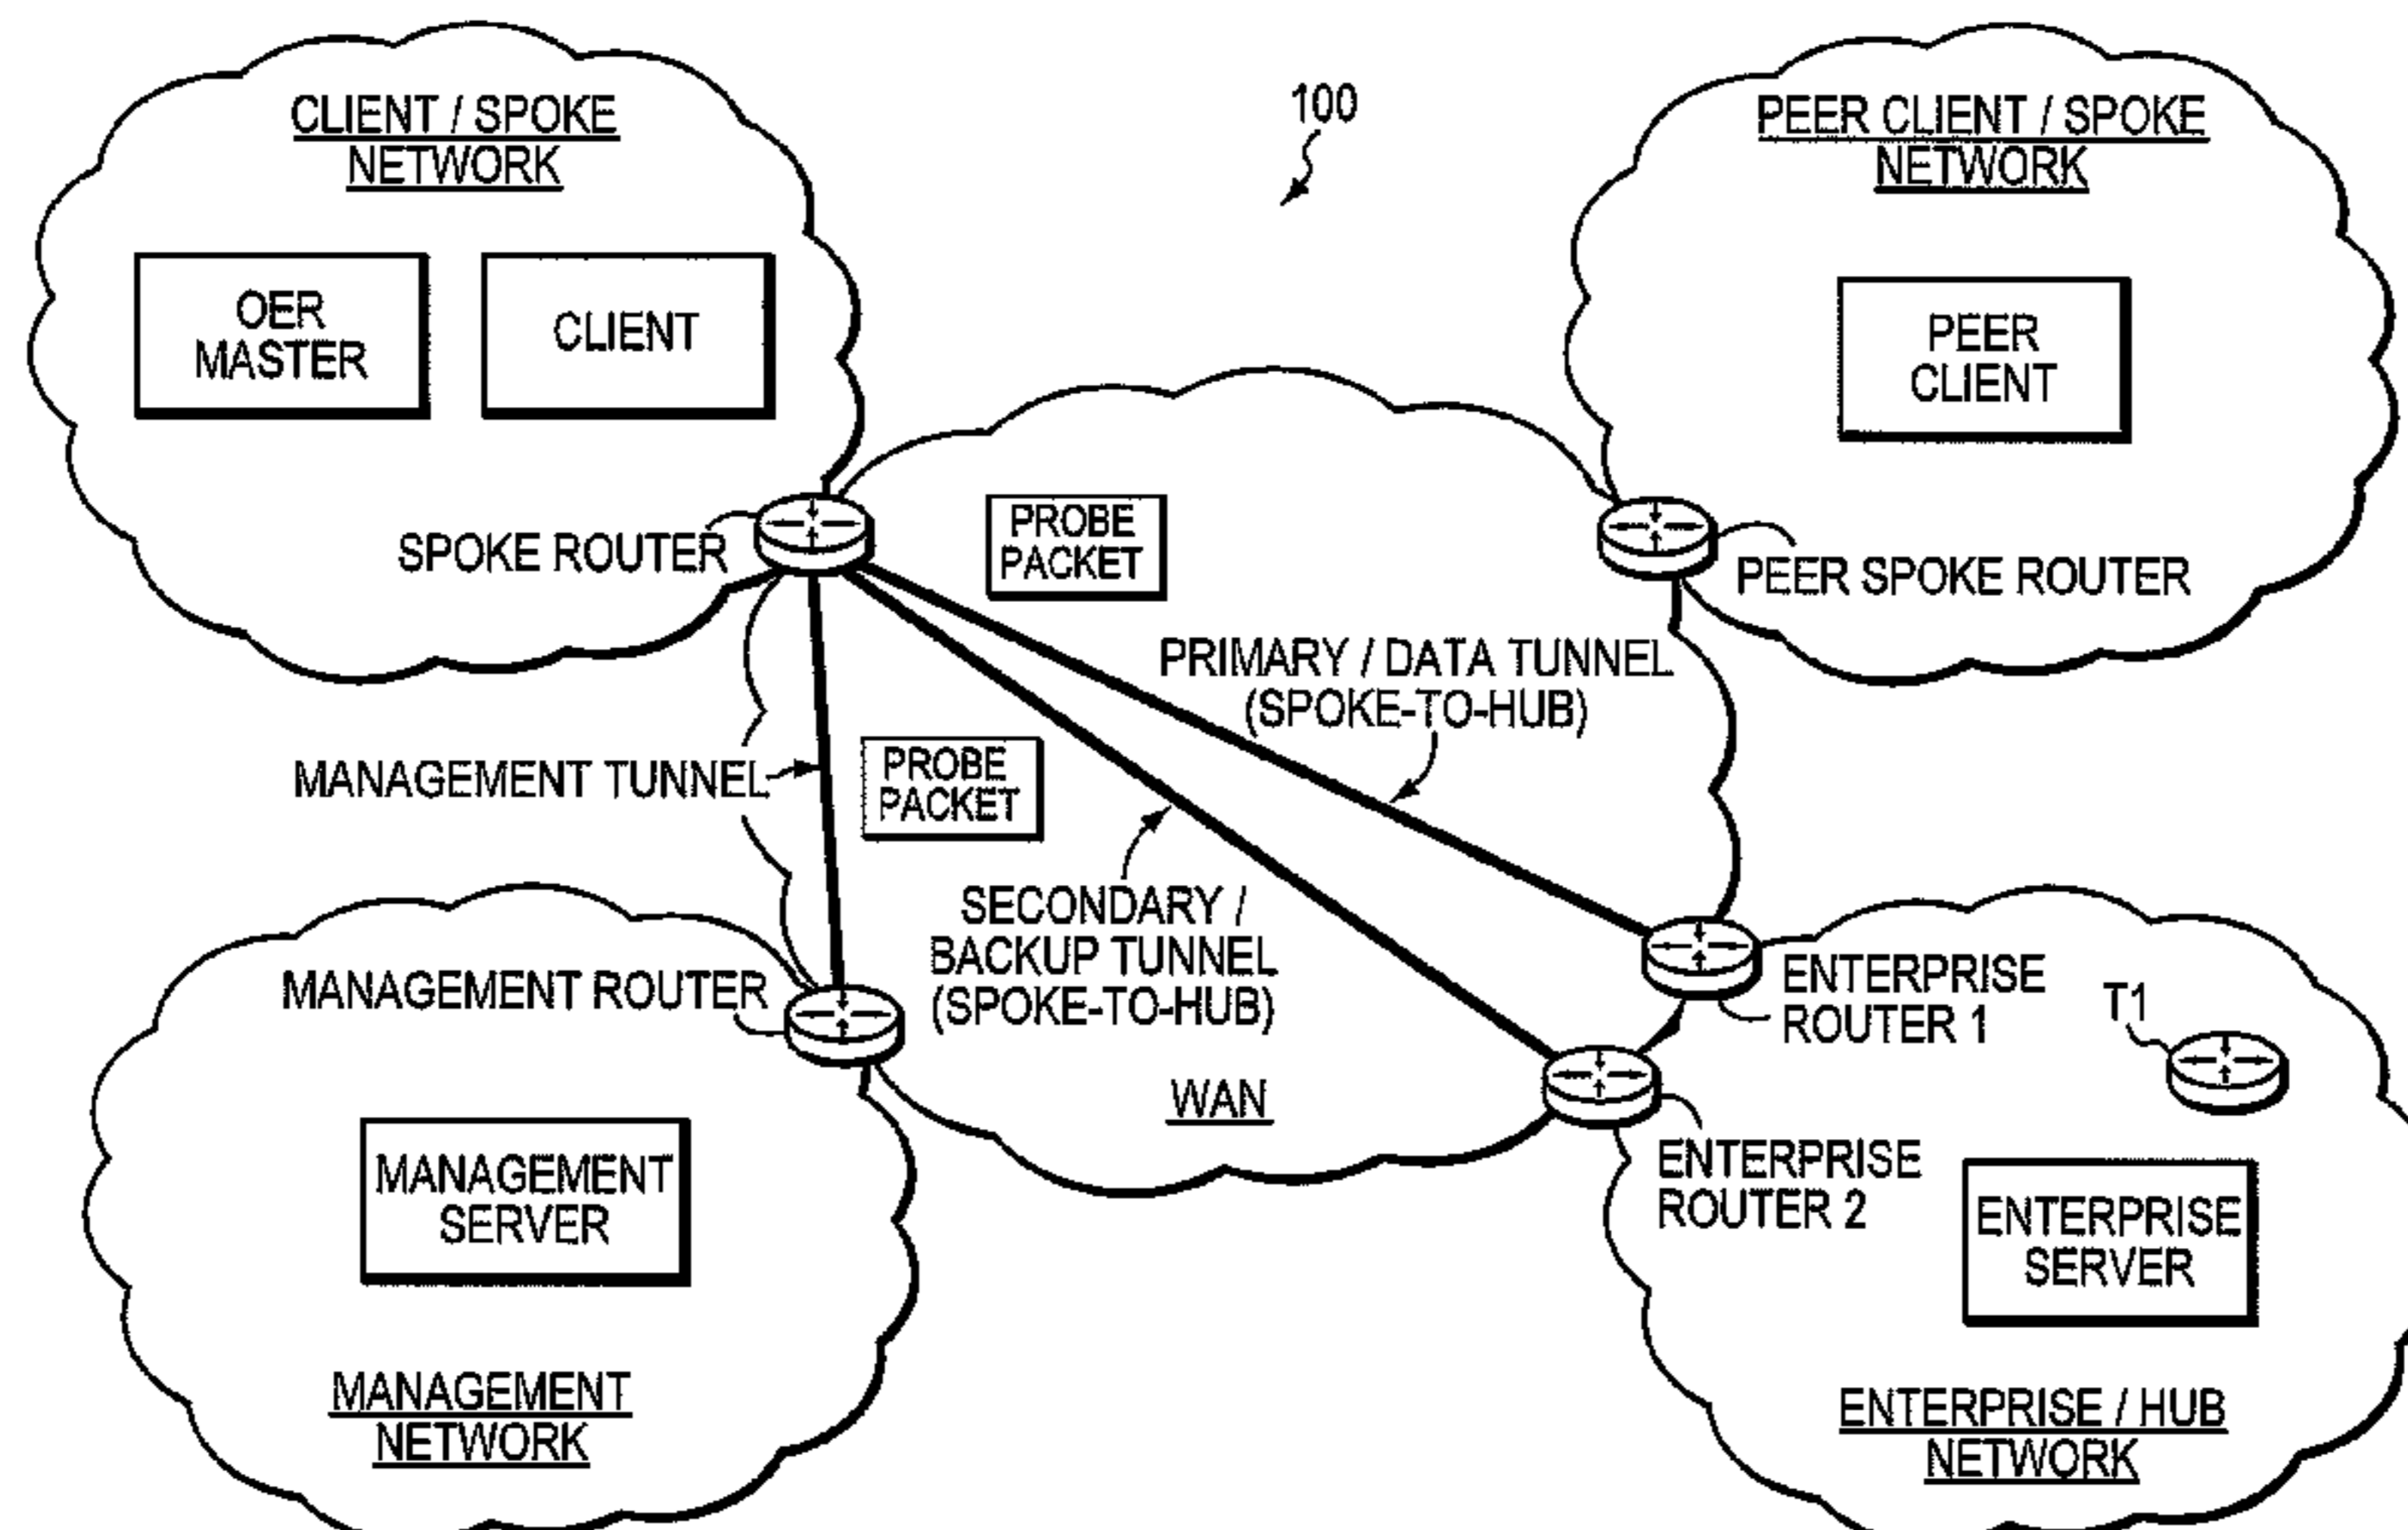 CLIENT / SPOKE
NETWORK
100
PEER CLIENT / SPOKE
NETWORK
OER
MASTER
CLIENT
PEER
CLIENT
SPOKE ROUTER
PROBE
PACKET
PEER SPOKE ROUTER
PRIMARY / DATA TUNNEL
(SPOKE-TO-HUB)
MANAGEMENT TUNNEL
PROBE
PACKET
SECONDARY /
BACKUP TUNNEL
(SPOKE-TO-HUB)
MANAGEMENT ROUTER
ENTERPRISE
ROUTER 1
T1
WAN
ENTERPRISE
ROUTER 2
MANAGEMENT
SERVER
ENTERPRISE
SERVER
MANAGEMENT
NETWORK
ENTERPRISE / HUB
NETWORK